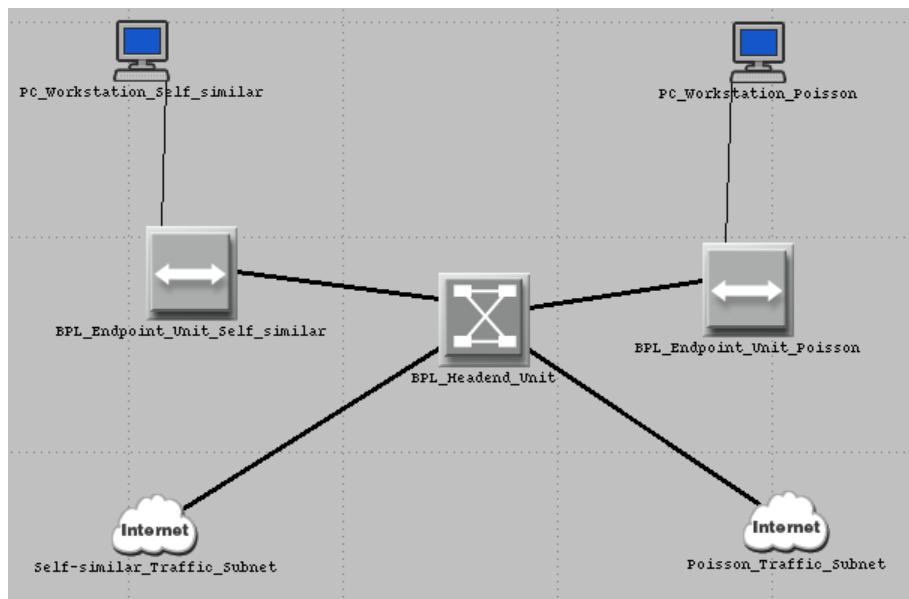 PC_Workstation_Self_similar
PC_Workstation_Poisson
BPL_Endpoint_Unit_Self_similar
BPL_Endpoint_Unit_Poisson
BPL_Headend_Unit
Internet
Internet
Self-similar_Traffic_Subnet
Poisson_Traffic_Subnet